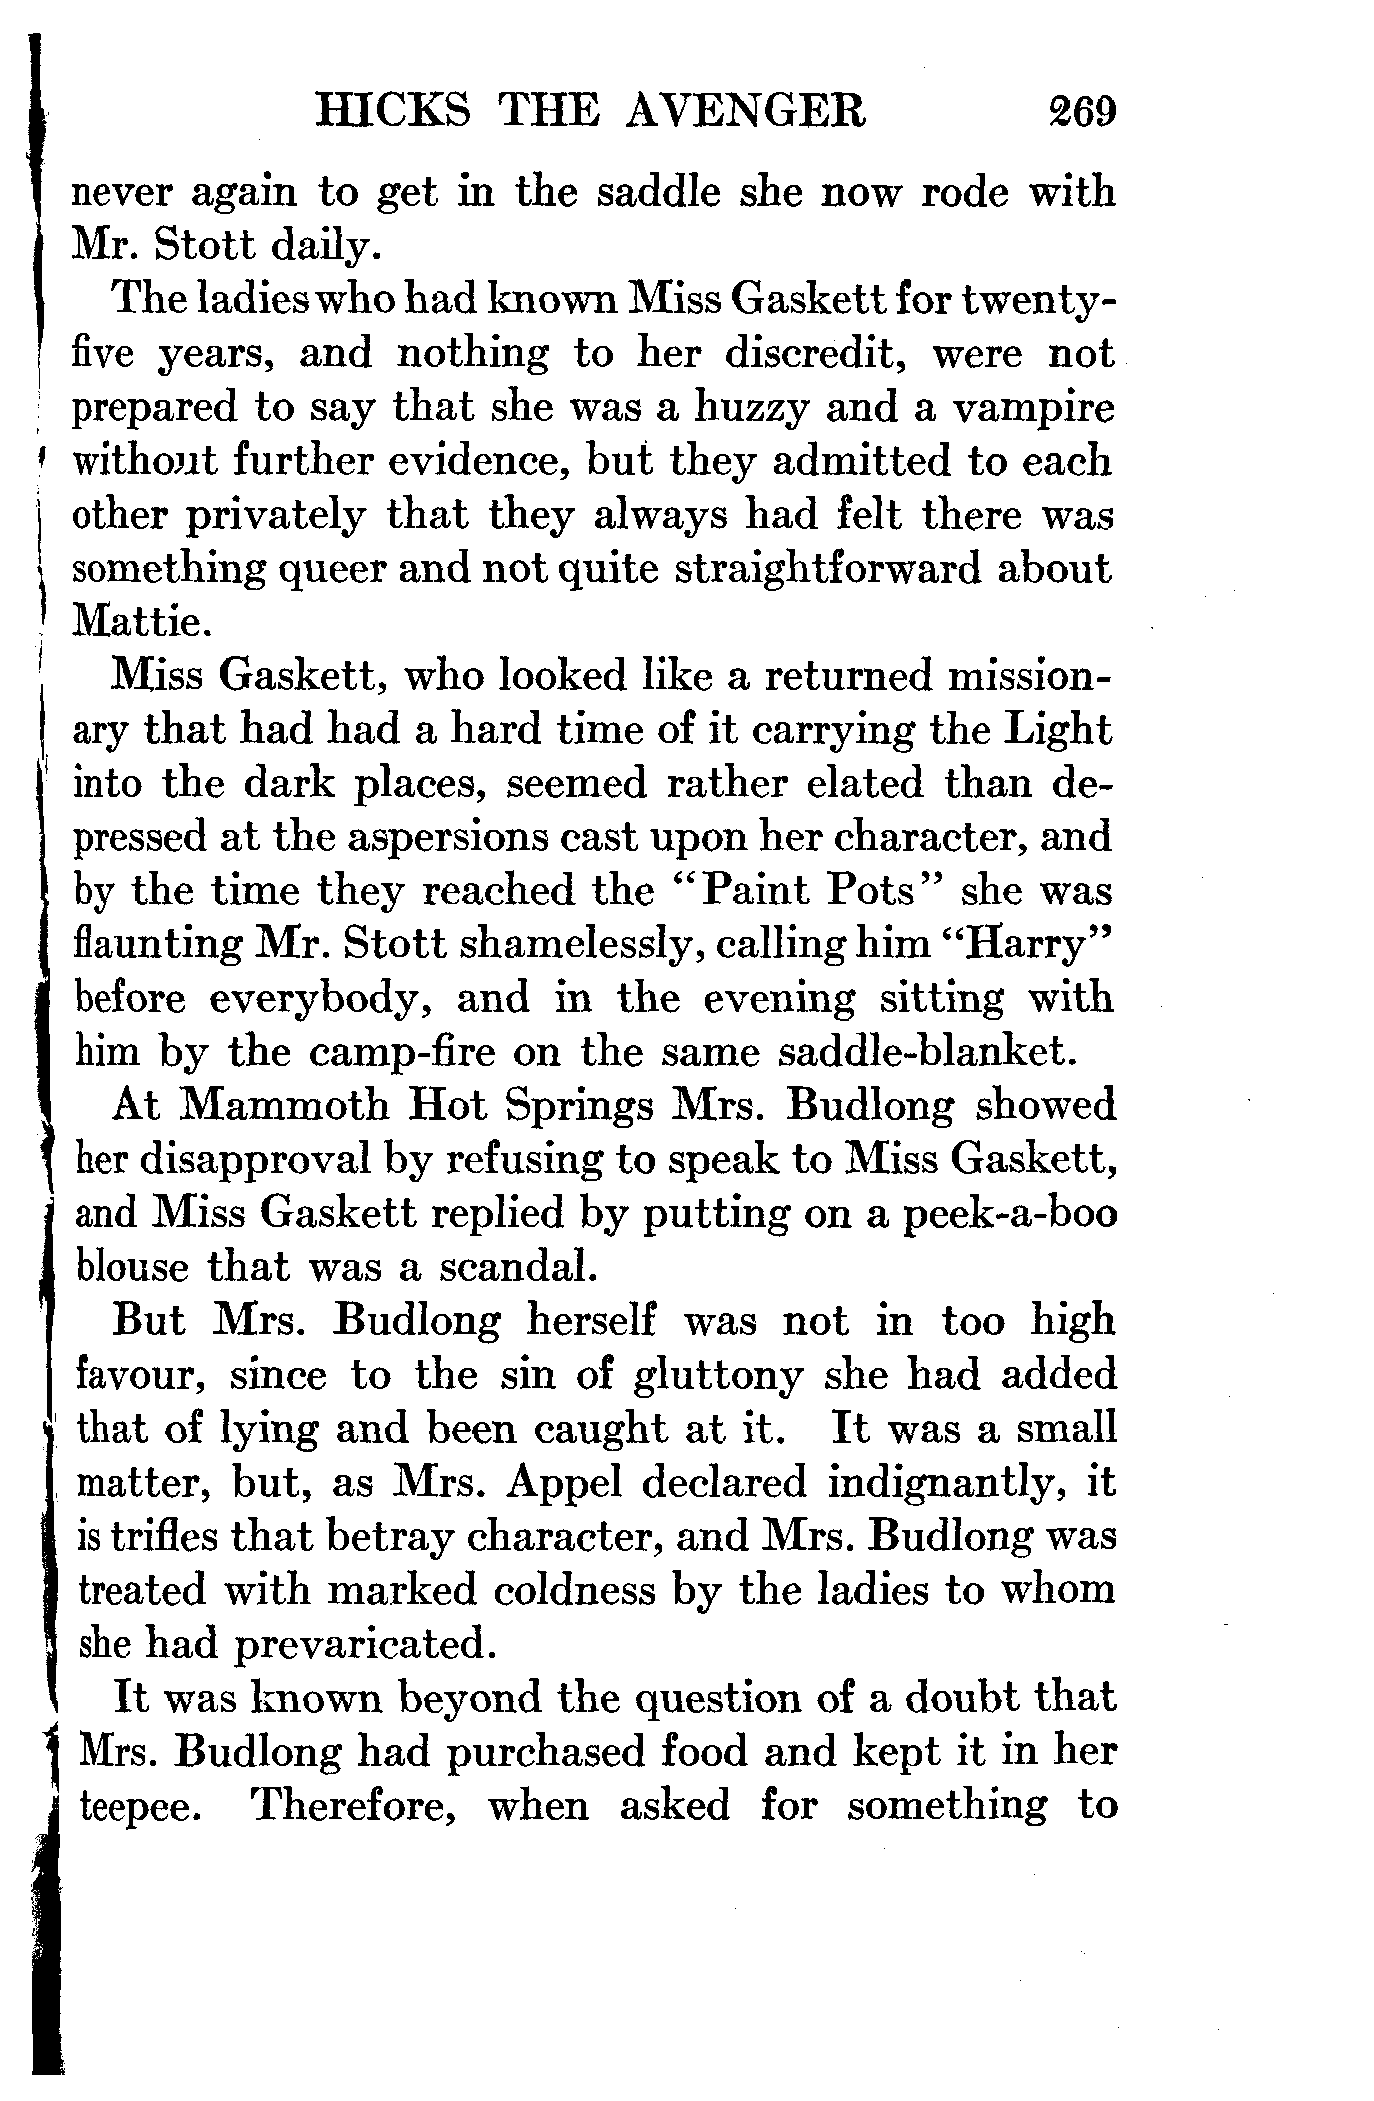 HICKS THE AVENGER 269
never again to get in the saddle she now rode with
Mr. Stott daily.
The ladies who had known Miss Gaskett for twenty-
five years, and nothing to her discredit, were not
prepared to say that she was a huzzy and a vampire
without further evidence, but they admitted to each
other privately that they always had felt there was
something queer and not quite straightforward about
Mattie.
Miss Gaskett, who looked like a returned mission-
ary that had had a hard time of it carrying the Light
into the dark places, seemed rather elated than de-
pressed at the aspersions cast upon her character, and
by the time they reached the “Paint Pots” she was
flaunting Mr. Stott shamelessly, calling him “Harry”
before everybody, and in the evening sitting with
him by the camp-fire on the same saddle-blanket.
At Mammoth Hot Springs Mrs. Budlong showed
her disapproval by refusing to speak to Miss Gaskett,
and Miss Gaskett replied by putting on a peek-a-boo
blouse that was a scandal.
But Mrs. Budlong herself was not in too high
favour, since to the sin of gluttony she had added
that of lying and been caught at it. It was a small
matter, but, as Mrs. Appel declared indignantly, it
is trifles that betray character, and Mrs. Budlong was
treated with marked coldness by the ladies to whom
she had prevaricated.
It was known beyond the question of a doubt that
Mrs. Budlong had purchased food and kept it in her
teepee. Therefore, when asked for something to